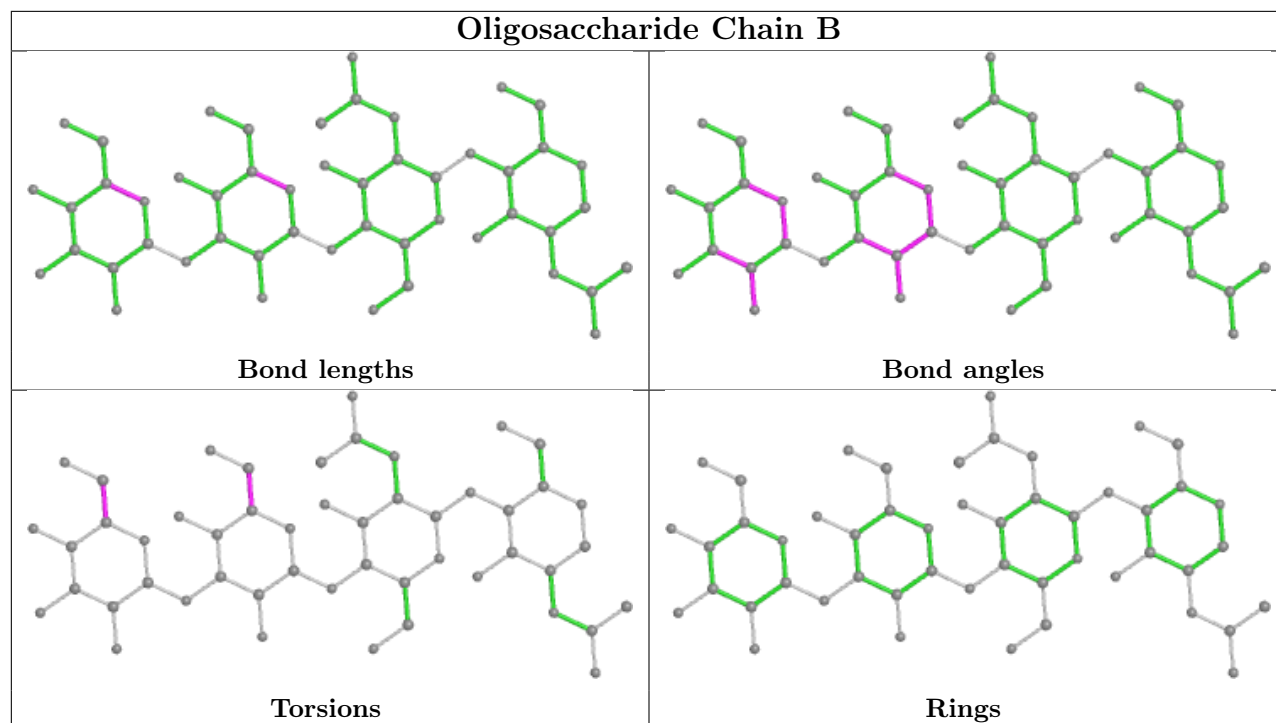 Oligosaccharide Chain B
Bond lengths
Bond angles
Torsions
Rings